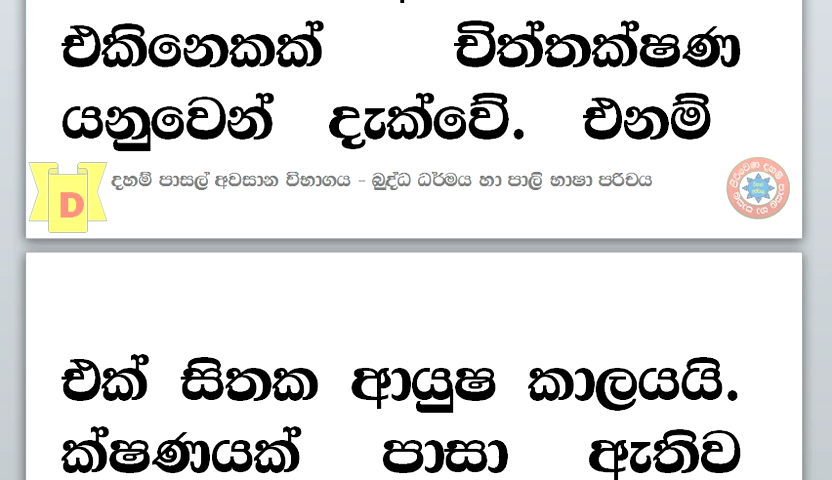 එකිනෙකක් චිත්තක්ෂණ
යනුවෙන් දැක්වේ. එනම්
D
දහම් පාසල් අවසාන විභාගය - බුද්ධ ධර්මය හා පාලි භාෂා පරිචය
එක් සිතක ආයුෂ කාලයයි.
ක්ෂණයක් පාසා ඇතිව